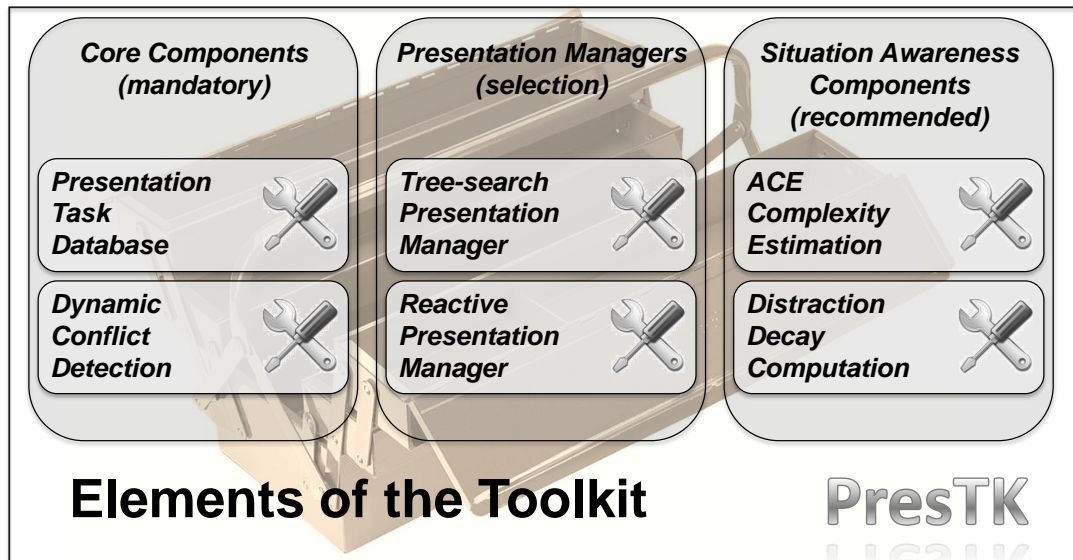 Core Components
(mandatory)
Presentation
Task
Database
Dynamic
Conflict
Detection
Presentation Managers
(selection)
Tree-search
Presentation
Manager
Reactive
Presentation
Manager
Situation Awareness
Components
(recommended)
ACE
Complexity
Estimation
Distraction
Decay
Computation
Elements of the Toolkit
PresTK